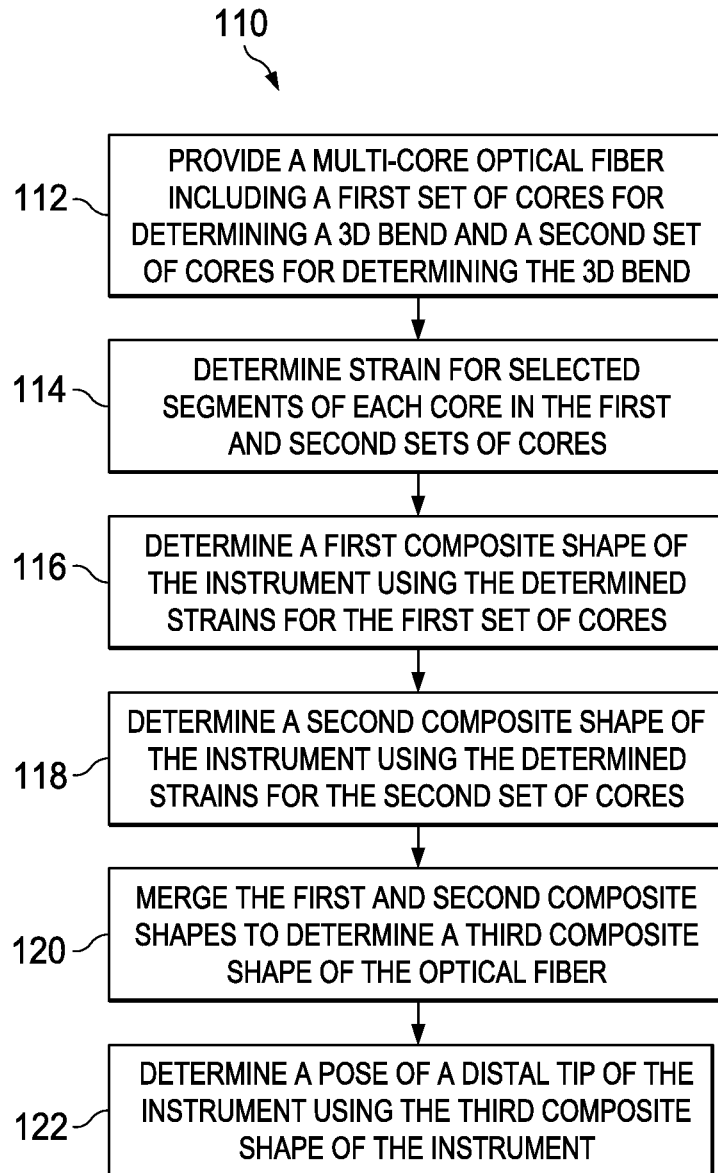 110
112
PROVIDE A MULTI-CORE OPTICAL FIBER
INCLUDING A FIRST SET OF CORES FOR
DETERMINING A 3D BEND AND A SECOND SET
OF CORES FOR DETERMINING THE 3D BEND
114
DETERMINE STRAIN FOR SELECTED
SEGMENTS OF EACH CORE IN THE FIRST
AND SECOND SETS OF CORES
116
DETERMINE A FIRST COMPOSITE SHAPE OF
THE INSTRUMENT USING THE DETERMINED
STRAINS FOR THE FIRST SET OF CORES
118
DETERMINE A SECOND COMPOSITE SHAPE OF
THE INSTRUMENT USING THE DETERMINED
STRAINS FOR THE SECOND SET OF CORES
120
MERGE THE FIRST AND SECOND COMPOSITE
SHAPES TO DETERMINE A THIRD COMPOSITE
SHAPE OF THE OPTICAL FIBER
122
DETERMINE A POSE OF A DISTAL TIP OF THE
INSTRUMENT USING THE THIRD COMPOSITE
SHAPE OF THE INSTRUMENT